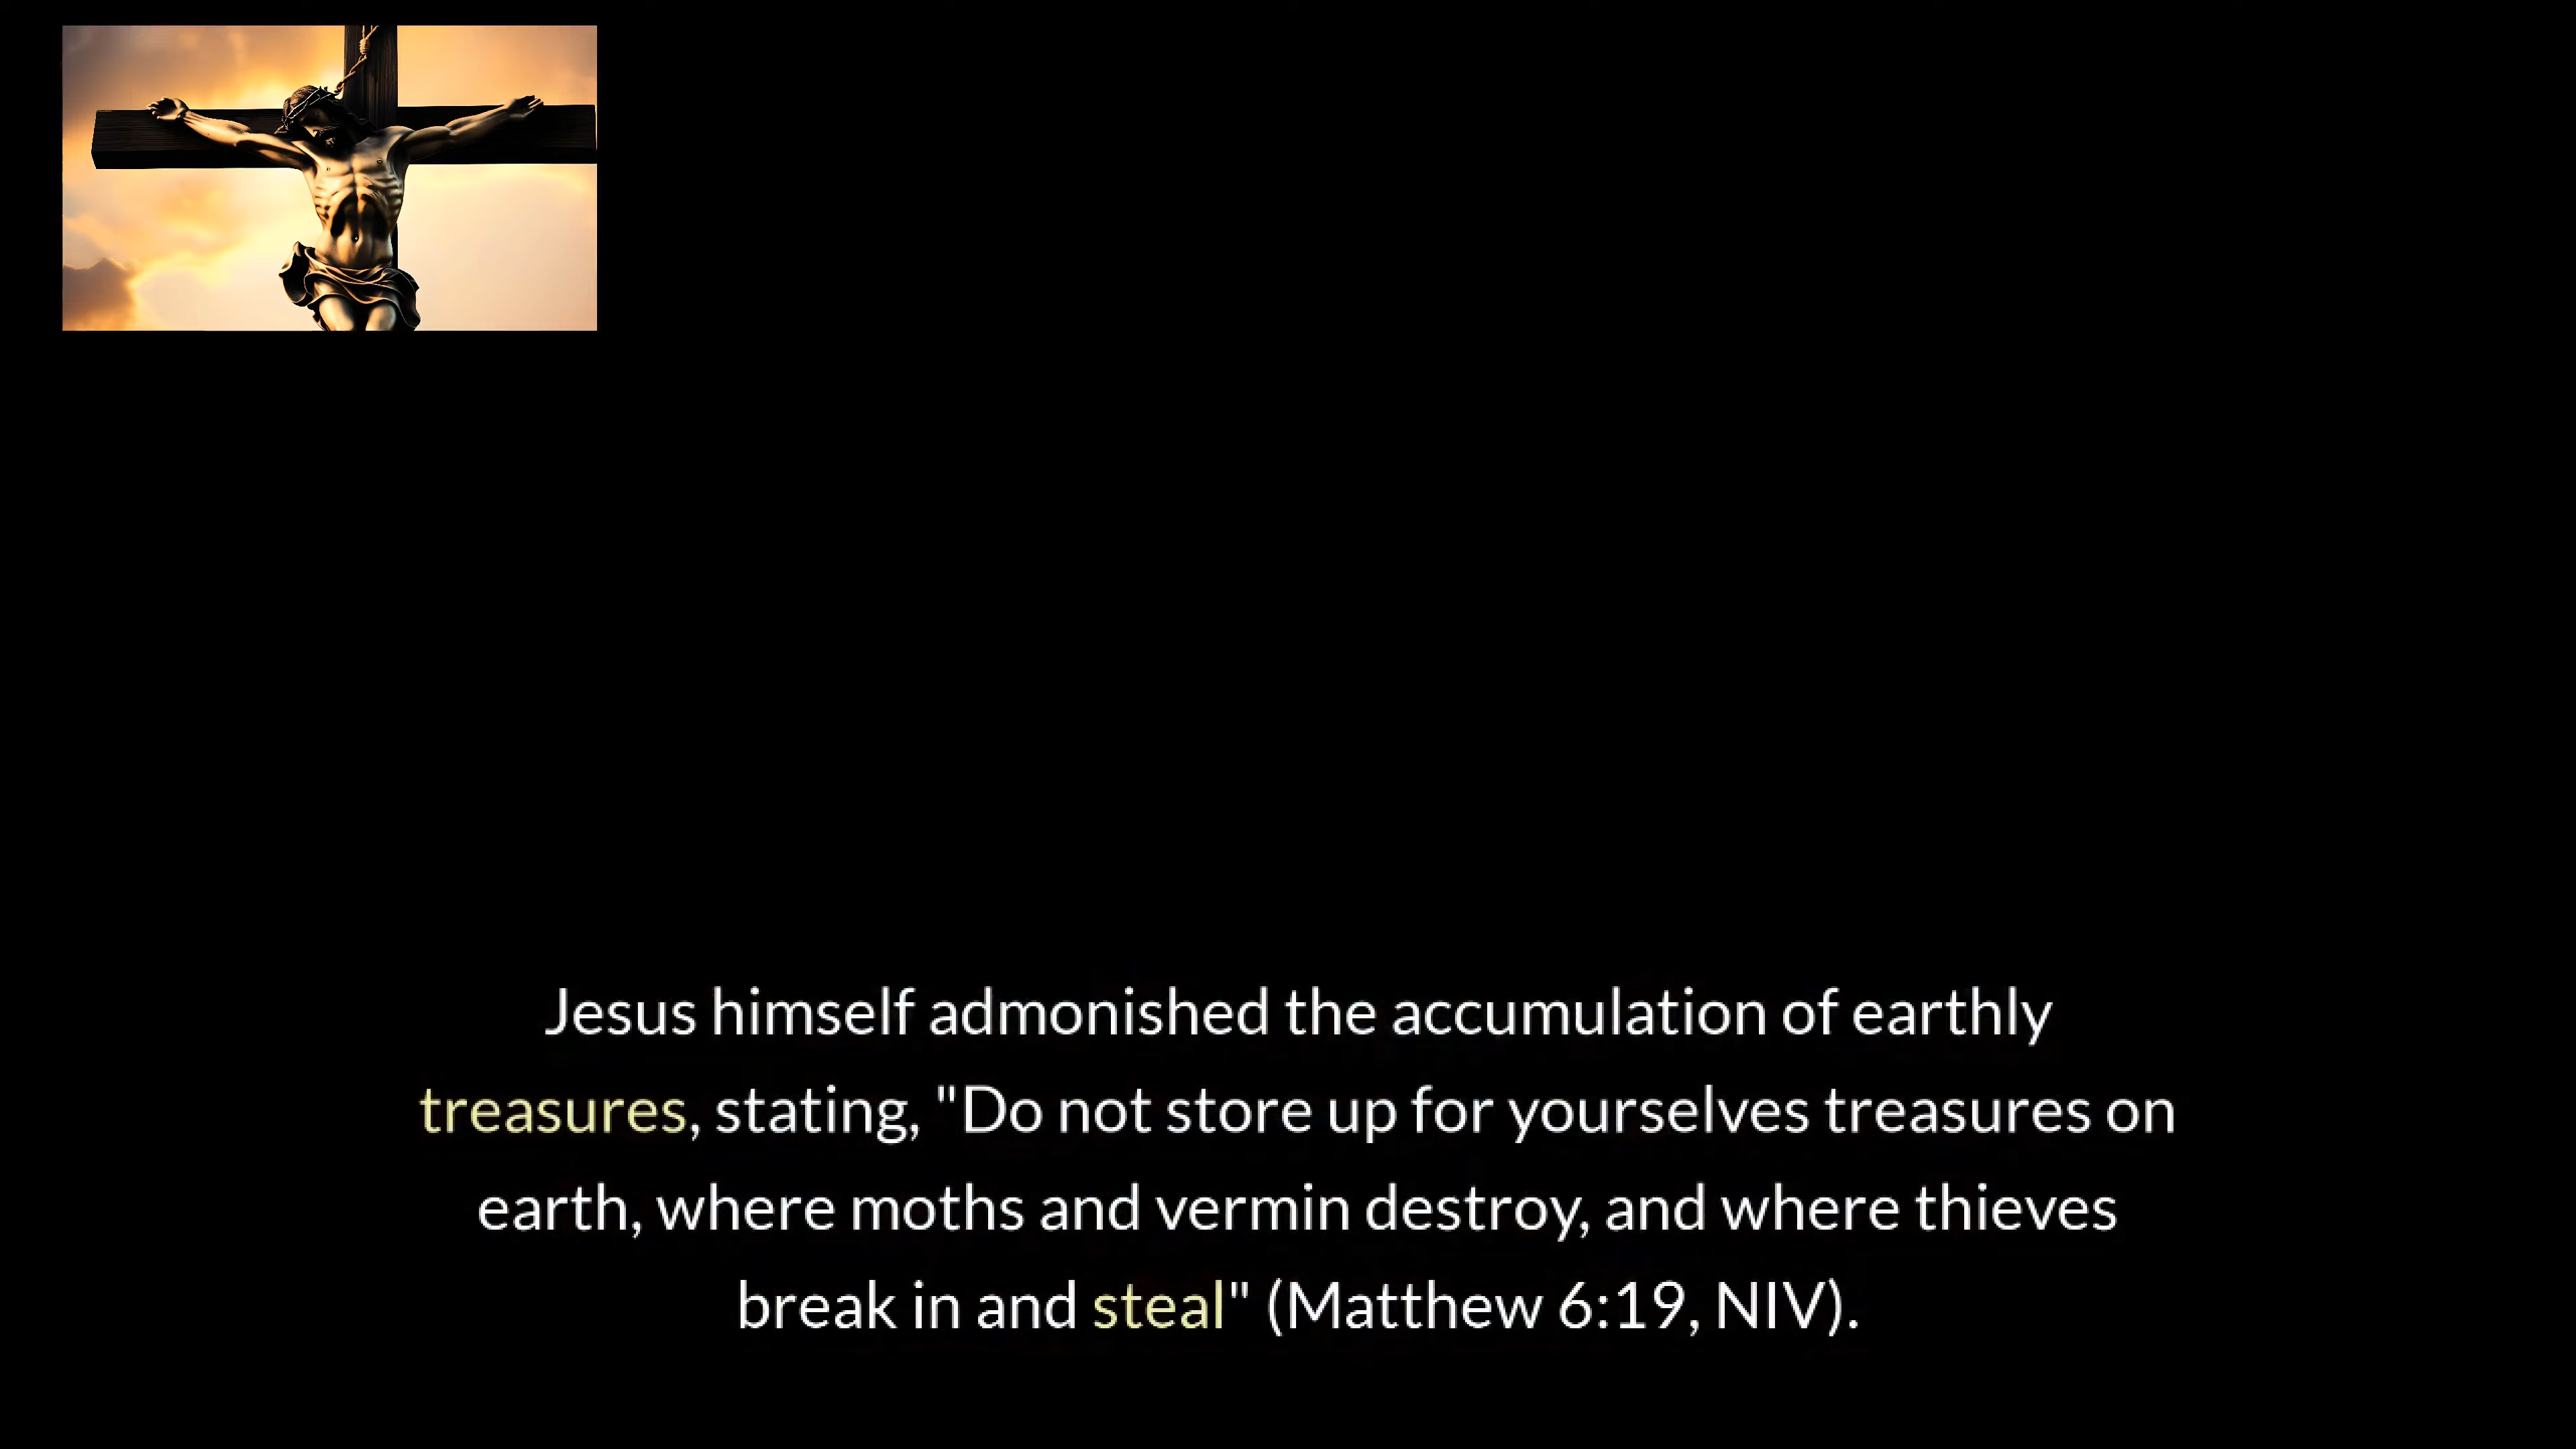 Jesus himself admonished the accumulation of earthly
treasures, stating, "Do not store up for yourselves treasures on
earth, where moths and vermin destroy, and where thieves
break in and steal" (Matthew 6:19, NIV).